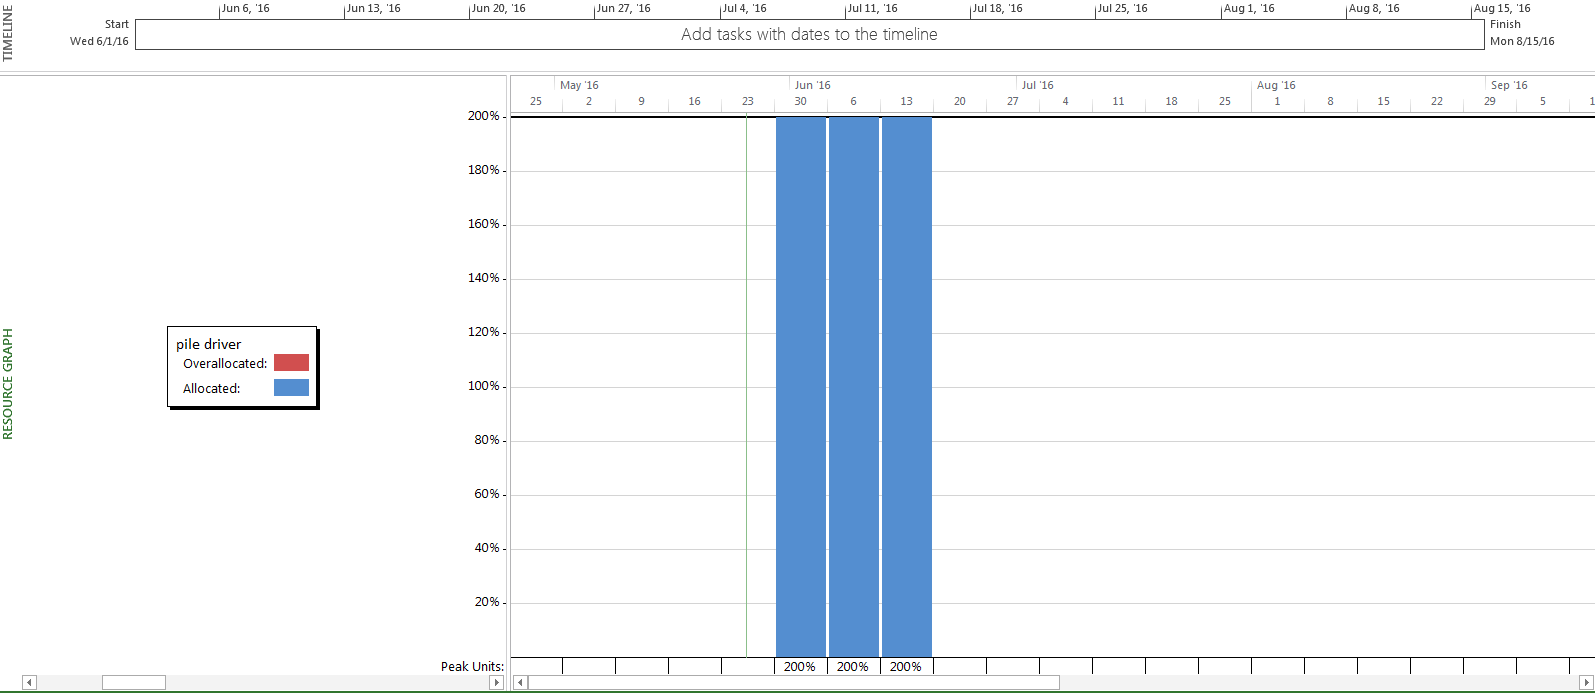 TIMELINE
Jun 6, '16 Jun 13, '16 Jun 20, '16 Jun 27, '16 Jul 4, '16 Jul 11, '16 Jul 18, '16 Jul 25, '16 Aug 1, '16 Aug 8, '16 Aug 15, '16
Start
Wed 6/1/16
Add tasks with dates to the timeline
Finish
Mon 8/15/16
RESOURCE GRAPH
May '16 Jun '16 Jul '16 Aug '16 Sep '16
25 2 9 16 23 30 6 13 20 27 4 11 18 25 1 8 15 22 29 5 1
200%
180%
160%
140%
120%
100%
80%
60%
40%
20%
pile driver
Overallocated:
Allocated:
Peak Units: 200% 200% 200%